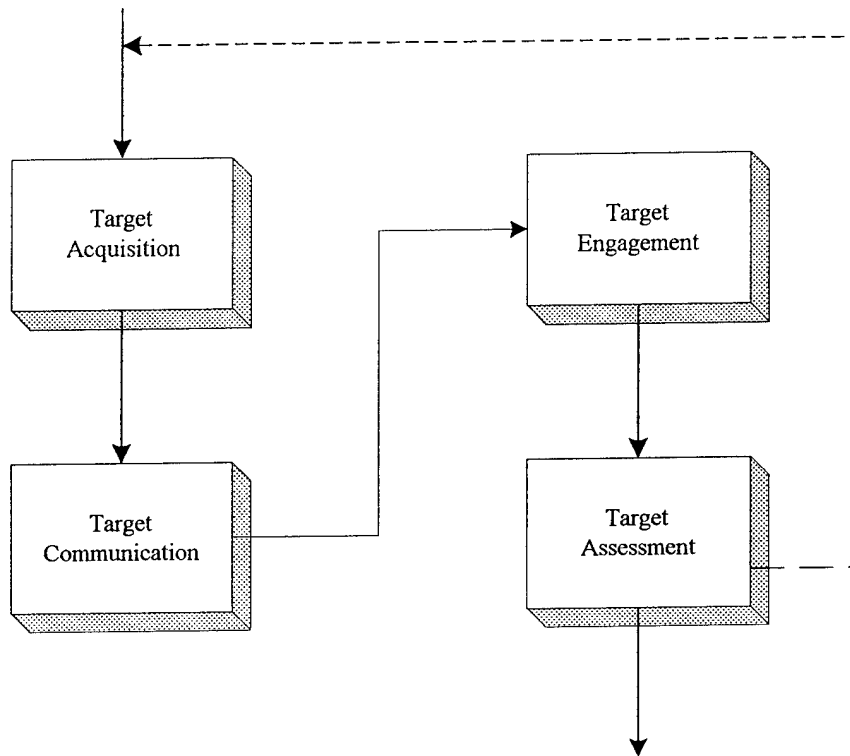 Target
Acquisition
Target
Communication
Target
Engagement
Target
Assessment